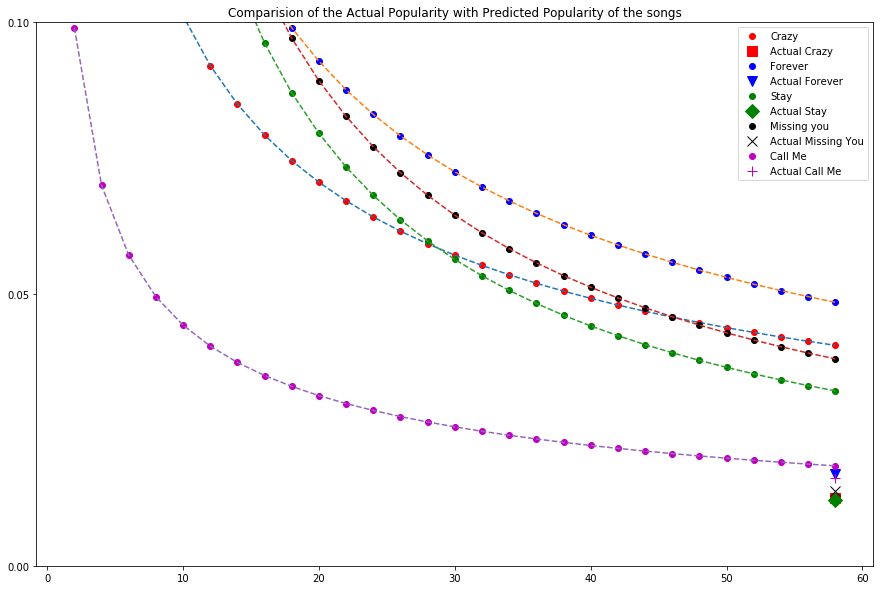 Comparision of the Actual Popularity with Predicted Popularity of the songs
0.10
0.05
0.00
0
10
20
30
40
50
60
Crazy
Actual Crazy
Forever
Actual Forever
Stay
Actual Stay
Missing you
Actual Missing You
Call Me
Actual Call Me